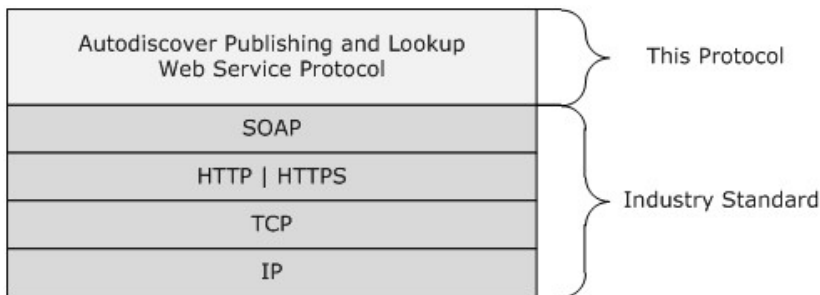 Autodiscover Publishing and Lookup
Web Service Protocol
This Protocol
SOAP
HTTP | HTTPS
TCP
IP
Industry Standard